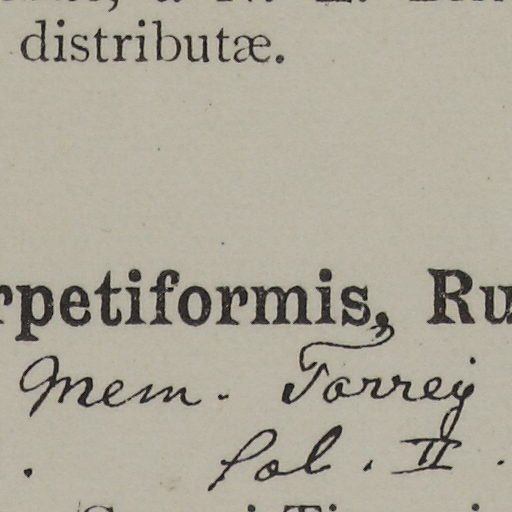 distributæ.
rpetiformis, Ru
Mem. Torrey
. Col. II.